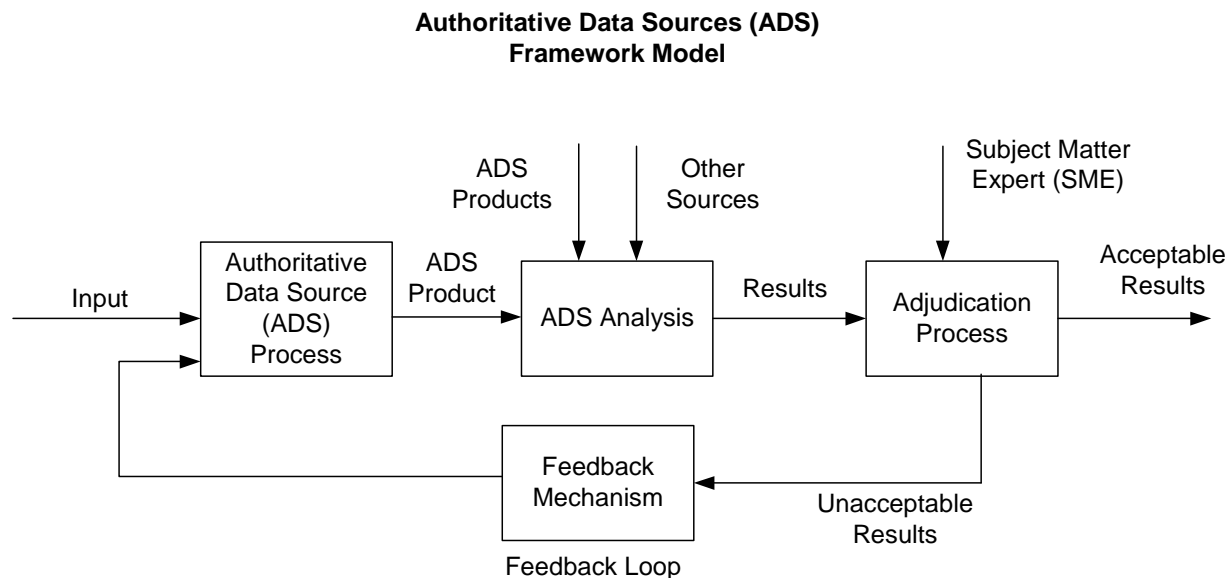 Authoritative Data Sources (ADS)
Framework Model
ADS
Products
Other
Sources
Subject Matter
Expert (SME)
Input
Authoritative
Data Source
(ADS)
Process
ADS
Product
ADS Analysis
Results
Adjudication
Process
Acceptable
Results
Feedback
Mechanism
Unacceptable
Results
Feedback Loop